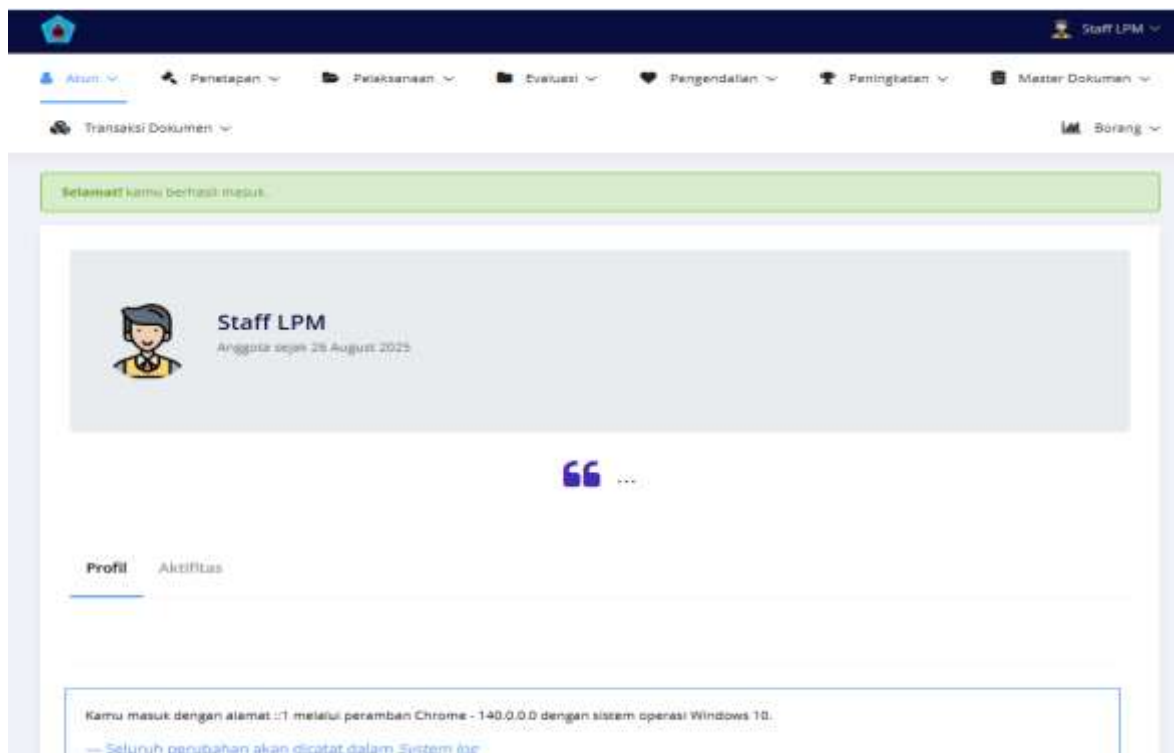 Staff LPM
Akun Penetapan Pelaksanaan Evaluasi Pengendalian Peningkatan Master Dokumen
Transaksi Dokumen Borang
Selamat! kamu berhasil masuk.
Staff LPM
Anggota sejak 26 August 2025
...
Profil Aktifitas
Kamu masuk dengan alamat ::1 melalui peramban Chrome - 140.0.0.0 dengan sistem operasi Windows 10.
— Seluruh perubahan akan dicatat dalam System log